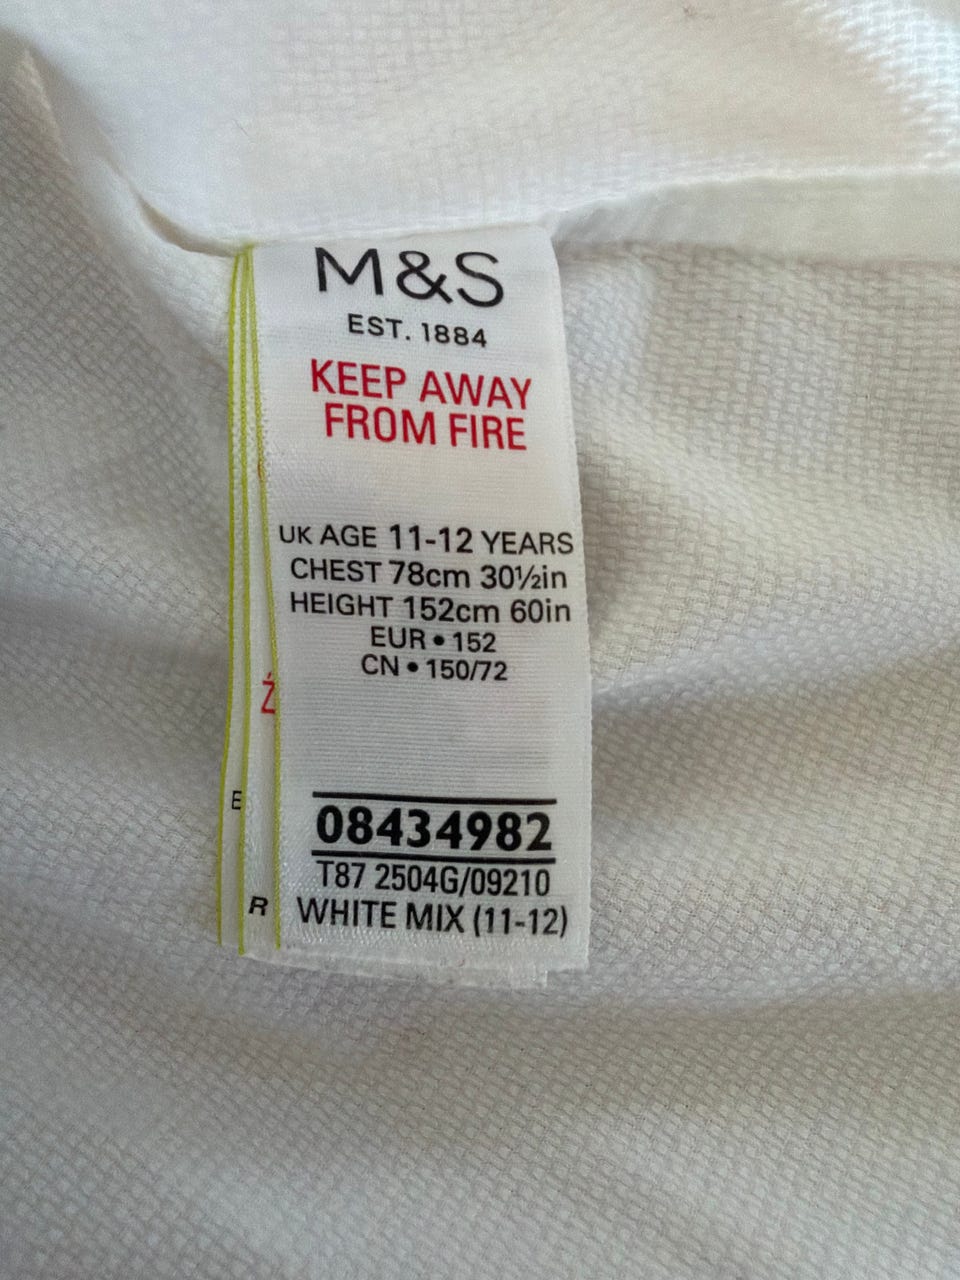 M&S
EST. 1884
KEEP AWAY
FROM FIRE
UK AGE 11-12 YEARS
CHEST 78cm 30½in
HEIGHT 152cm 60in
EUR • 152
CN • 150/72
Ź
E
08434982
T87 2504G/09210
R
WHITE MIX (11-12)